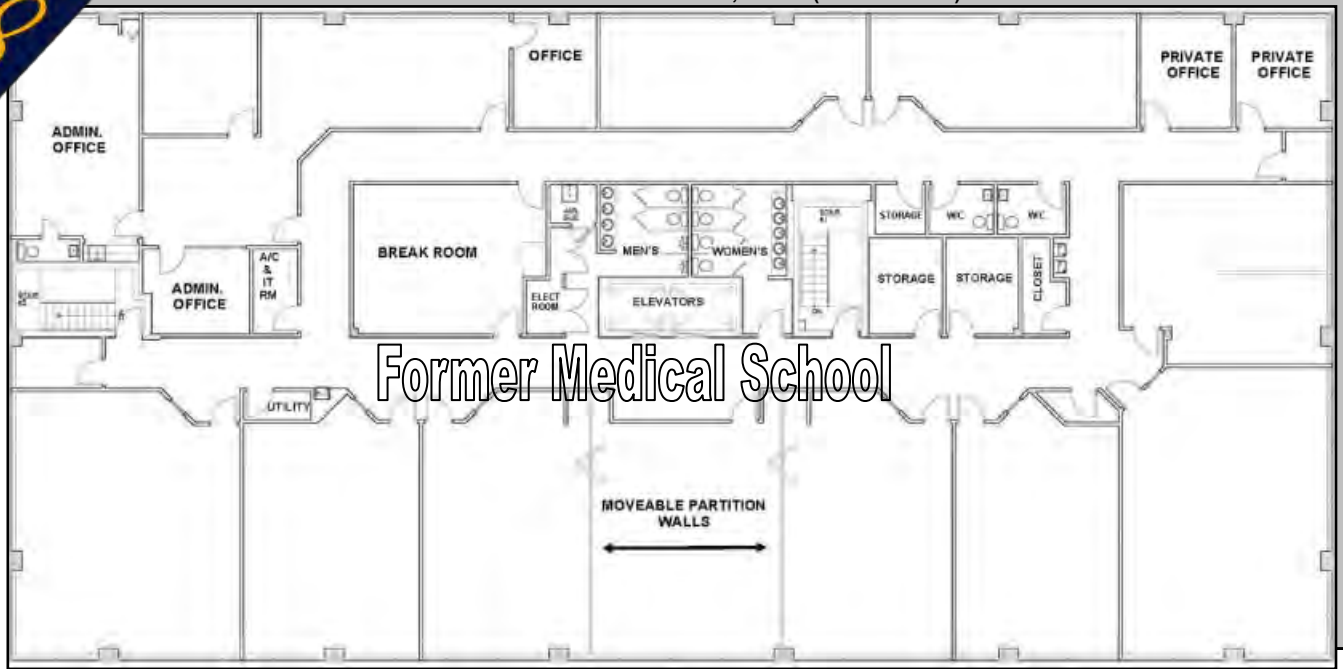 OFFICE
PRIVATE
OFFICE
PRIVATE
OFFICE
ADMIN.
OFFICE
BREAK ROOM
MEN'S
WOMEN'S
STORAGE
WC
WC
A/C
&
IT
RM
ADMIN.
OFFICE
ELECT
ROOM
ELEVATORS
STORAGE
STORAGE
CLOSET
Former Medical School
UTILITY
MOVEABLE PARTITION
WALLS